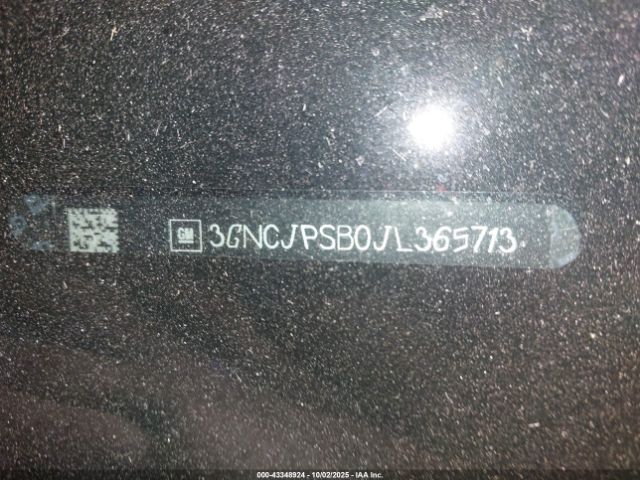 GM 3GNCJPSB0JL365713
000-43348924 | 10/02/2025 | IAA Inc.